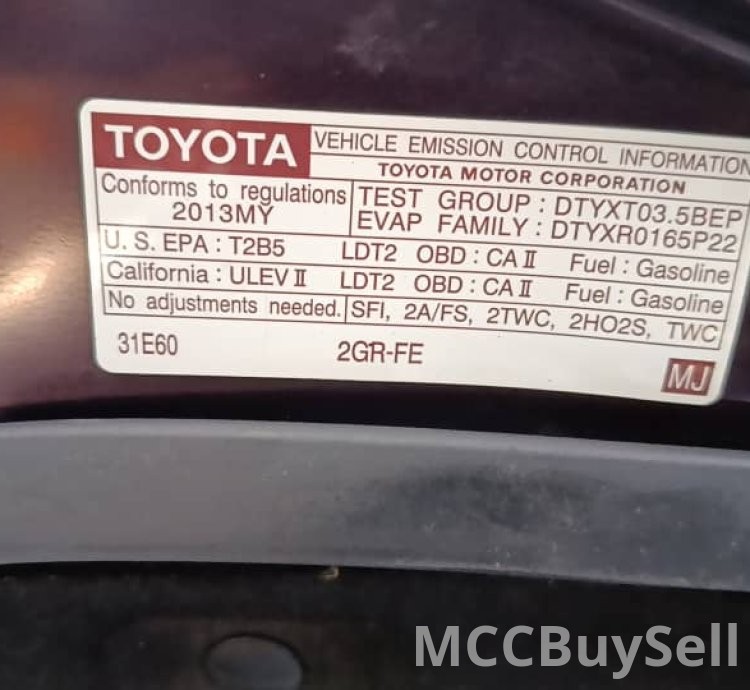 TOYOTA VEHICLE EMISSION CONTROL INFORMATION
TOYOTA MOTOR CORPORATION
Conforms to regulations
2013MY
TEST GROUP : DTYXT03.5BEP
EVAP FAMILY : DTYXR0165P22
U. S. EPA : T2B5 LDT2 OBD : CA II Fuel : Gasoline
California : ULEV II LDT2 OBD : CA II Fuel : Gasoline
No adjustments needed. SFI, 2A/FS, 2TWC, 2HO2S, TWC
31E60 2GR-FE MJ
MCCBuySell